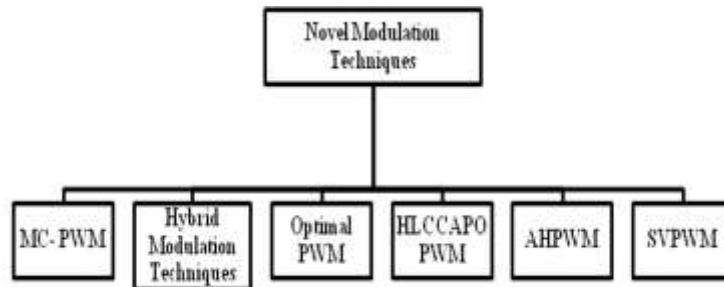 Novel Modulation
Techniques
MC- PWM
Hybrid
Modulation
Techniques
Optimal
PWM
HLCCAPO
PWM
AHPWM
SVPWM